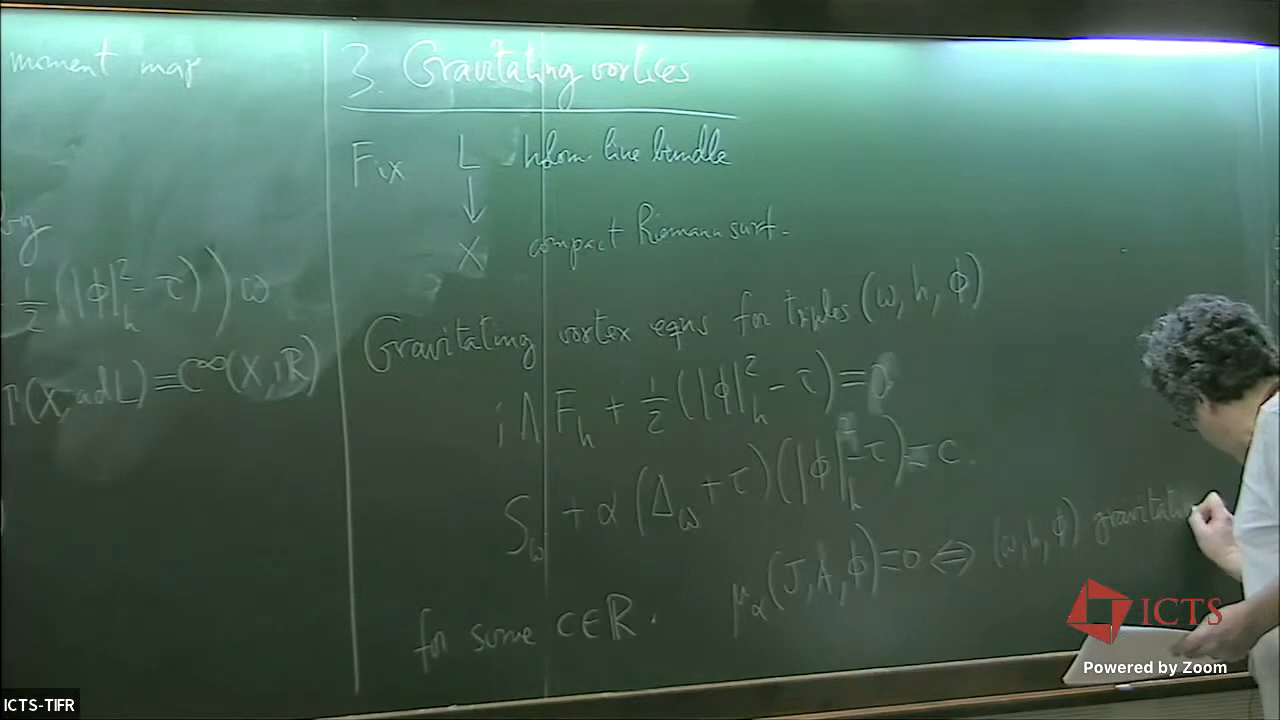 moment map
by
1/2 (|ϕ|²_h - τ)) ω
(X, ad L) = C^∞(X, R)
3. Gravitating vortices
Fix L holom. line bundle
↓
X compact Riemann surf.
Gravitating vortex eqns for triples (ω, h, ϕ)
iΛF_h + 1/2 (|ϕ|²_h - τ) = 0
S_ω + α (Δ_ω + τ)(|ϕ|²_h - τ) = c.
for some c∈R. μ_α(J, A, ϕ) = 0 ⇔ (ω, h, ϕ) gravitatin
ICTS
Powered by Zoom
ICTS-TIFR